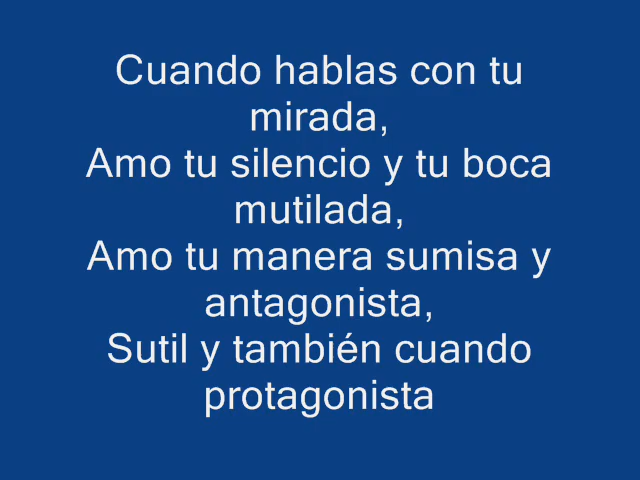 Cuando hablas con tu
mirada,
Amo tu silencio y tu boca
mutilada,
Amo tu manera sumisa y
antagonista,
Sutil y también cuando
protagonista